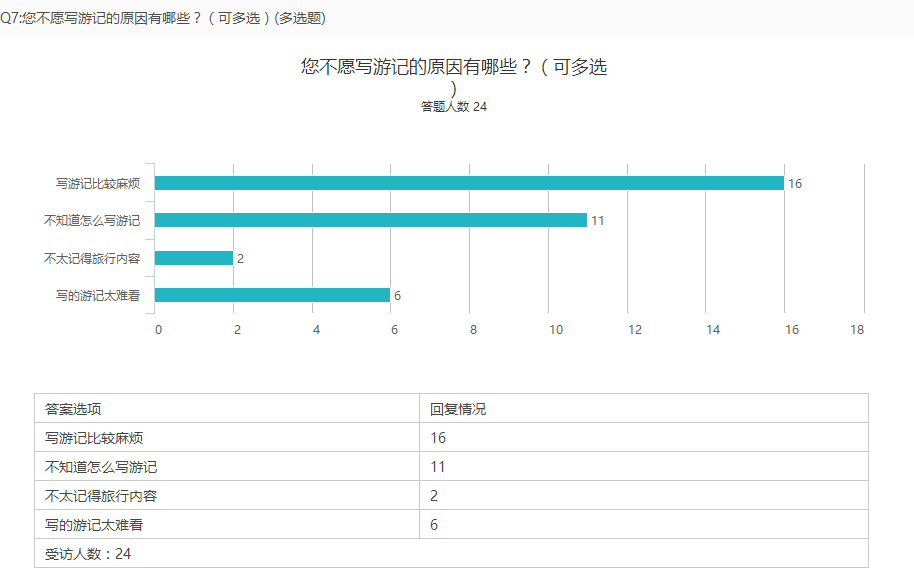 Q7:您不愿写游记的原因有哪些？（可多选）(多选题)
您不愿写游记的原因有哪些？（可多选
）
答题人数 24
写游记比较麻烦 16
不知道怎么写游记 11
不太记得旅行内容 2
写的游记太难看 6
0 2 4 6 8 10 12 14 16 18
答案选项 回复情况
写游记比较麻烦 16
不知道怎么写游记 11
不太记得旅行内容 2
写的游记太难看 6
受访人数：24